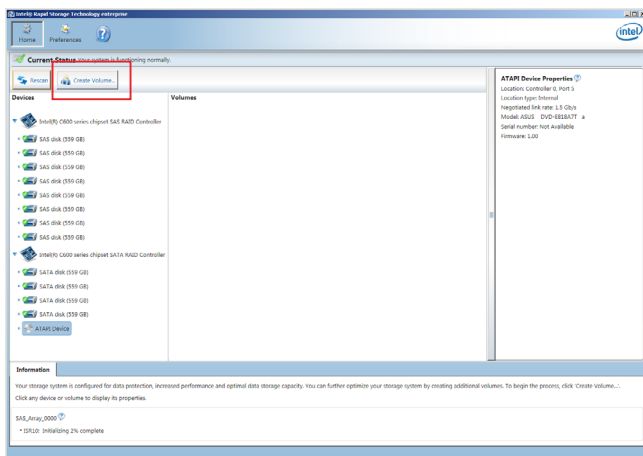 Intel® Rapid Storage Technology enterprise
Home
Preferences
intel
Current Status Your system is functioning normally.
Rescan
Create Volume...
Devices
Volumes
Intel(R) C600 series chipset SAS RAID Controller
SAS disk (559 GB)
SAS disk (559 GB)
SAS disk (559 GB)
SAS disk (559 GB)
SAS disk (559 GB)
SAS disk (559 GB)
SAS disk (559 GB)
SAS disk (559 GB)
Intel(R) C600 series chipset SATA RAID Controller
SATA disk (559 GB)
SATA disk (559 GB)
SATA disk (559 GB)
SATA disk (559 GB)
ATAPI Device
ATAPI Device Properties
Location: Controller 0, Port 5
Location type: Internal
Negotiated link rate: 1.5 Gb/s
Model: ASUS DVD-E818A7T a
Serial number: Not Available
Firmware: 1.00
Information
Your storage system is configured for data protection, increased performance and optimal data storage capacity. You can further optimize your storage system by creating additional volumes. To begin the process, click 'Create Volume...'.
Click any device or volume to display its properties.
SAS_Array_0000
• ISR10: Initializing 2% complete